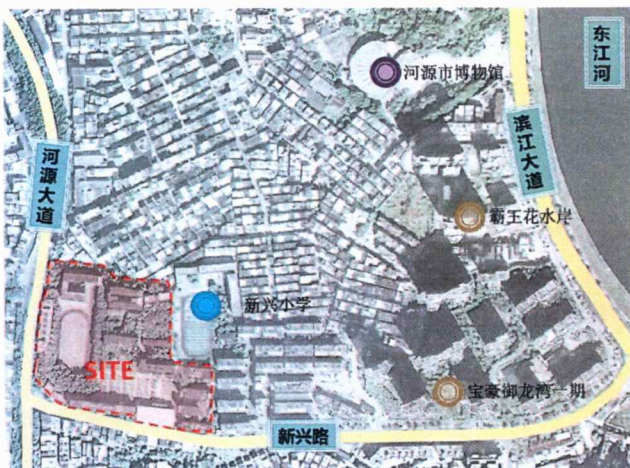 东江河
河源市博物馆
滨江大道
河源大道
霸王花水岸
新兴小学
SITE
宝豪御龙湾一期
新兴路